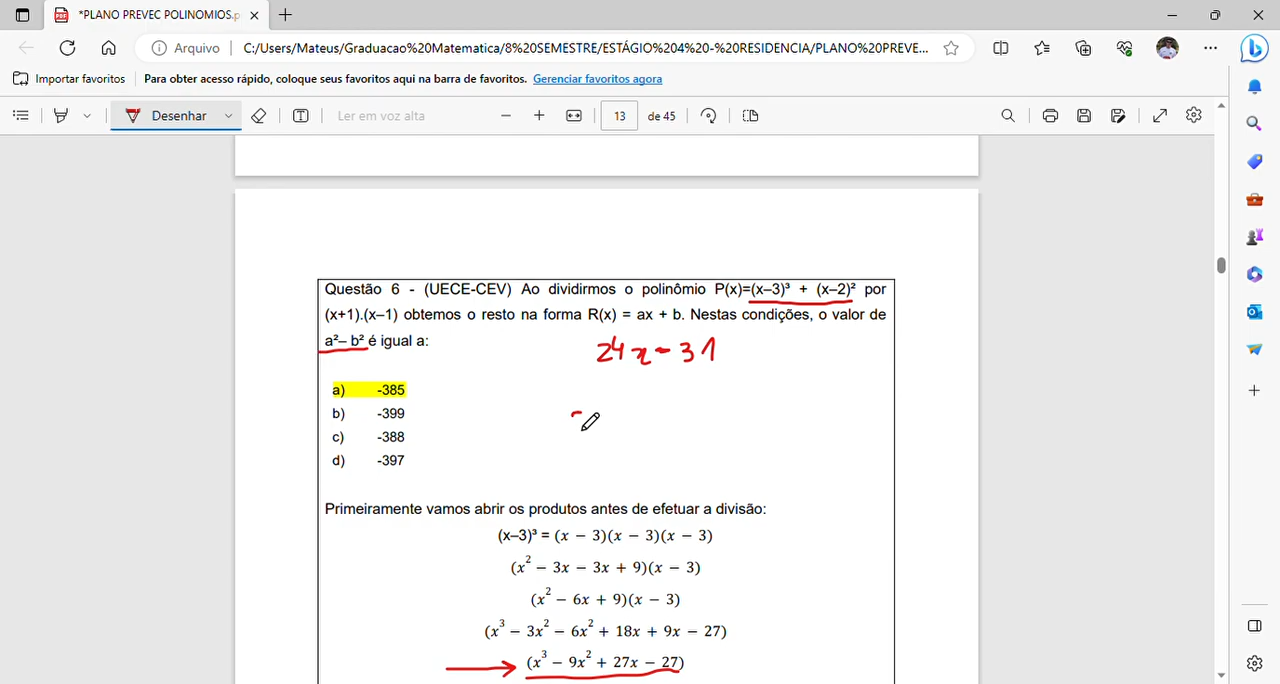 *PLANO PREVEC POLINOMIOS.p
Arquivo
C:/Users/Mateus/Graduacao%20Matematica/8%20SEMESTRE/ESTÁGIO%204%20-%20RESIDENCIA/PLANO%20PREVE...
Importar favoritos
Para obter acesso rápido, coloque seus favoritos aqui na barra de favoritos. Gerenciar favoritos agora
Desenhar
Ler em voz alta
13 de 45
Questão 6 - (UECE-CEV) Ao dividirmos o polinômio P(x)=(x–3)³ + (x–2)² por
(x+1).(x–1) obtemos o resto na forma R(x) = ax + b. Nestas condições, o valor de
a²– b² é igual a:
24x - 31
a) -385
b) -399
c) -388
d) -397
Primeiramente vamos abrir os produtos antes de efetuar a divisão:
(x–3)³ = (x − 3)(x − 3)(x − 3)
(x² − 3x − 3x + 9)(x − 3)
(x² − 6x + 9)(x − 3)
(x³ − 3x² − 6x² + 18x + 9x − 27)
(x³ − 9x² + 27x − 27)